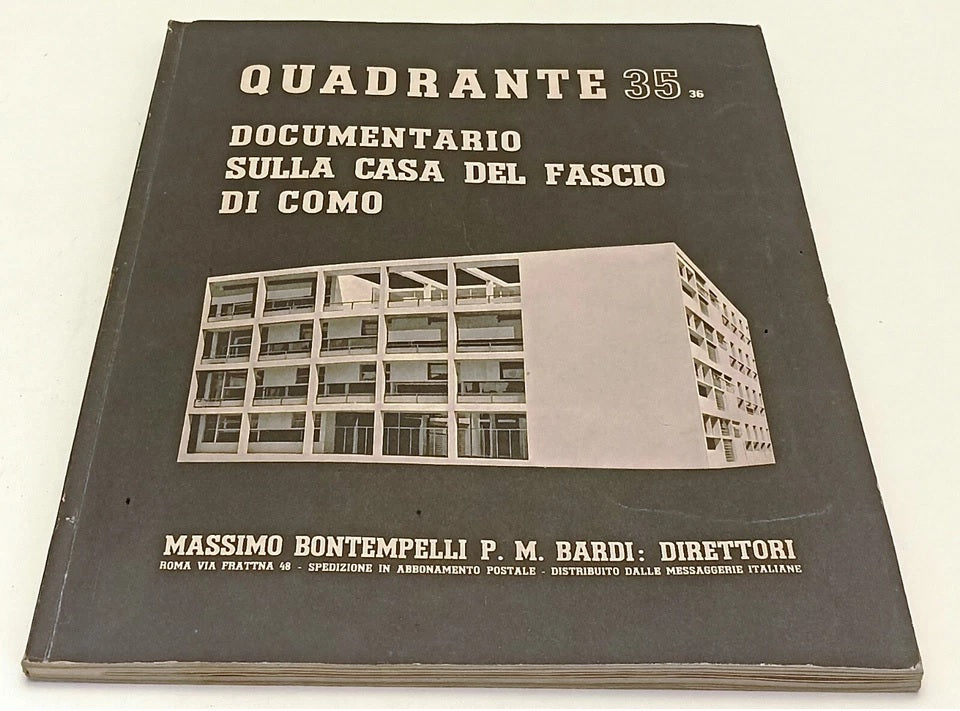 QUADRANTE 35 36
DOCUMENTARIO
SULLA CASA DEL FASCIO
DI COMO
MASSIMO BONTEMPELLI P. M. BARDI: DIRETTORI
ROMA VIA FRATTNA 48 - SPEDIZIONE IN ABBONAMENTO POSTALE - DISTRIBUITO DALLE MESSAGGERIE ITALIANE